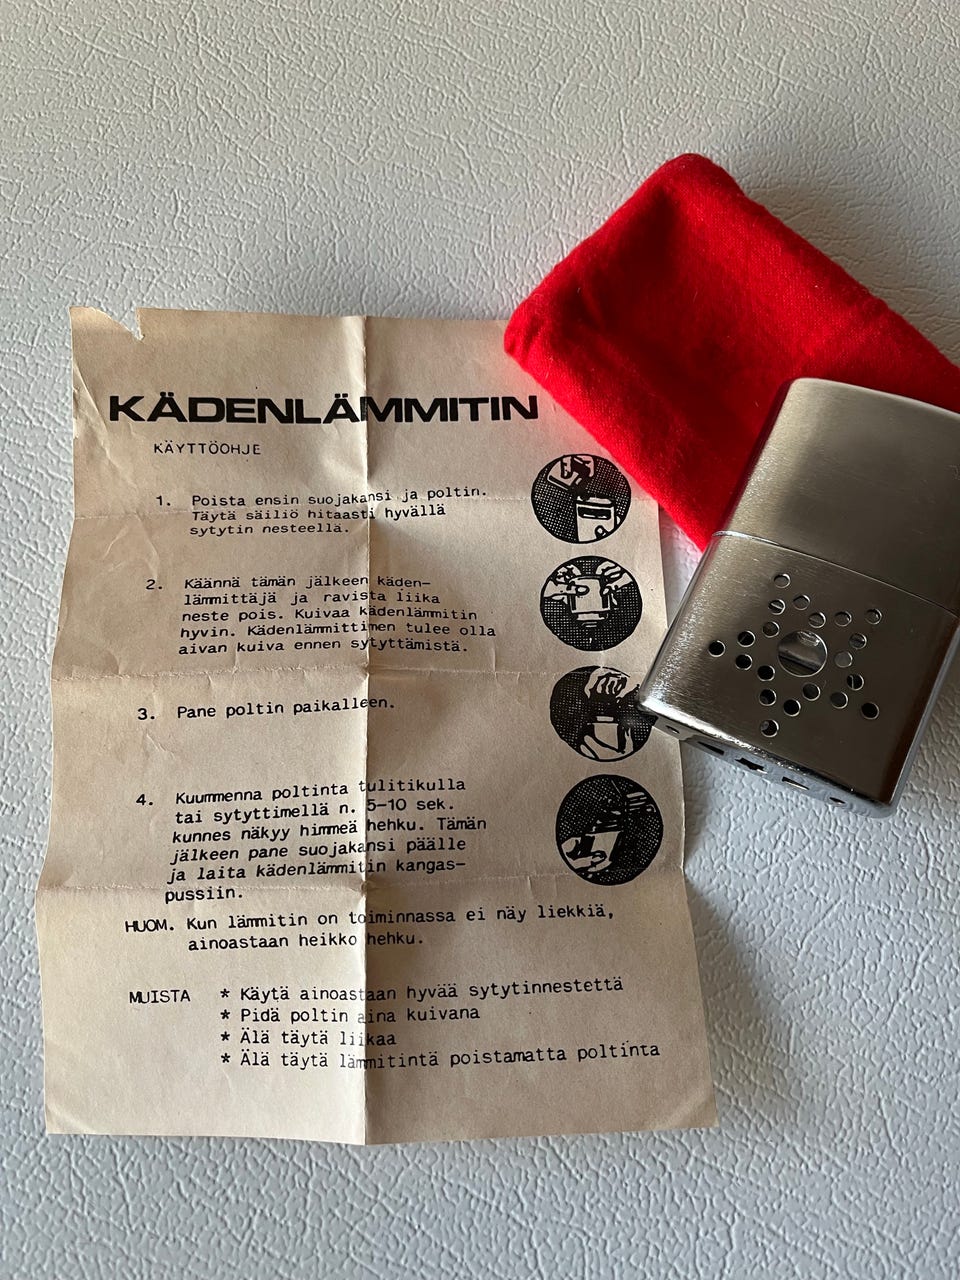 KÄDENLÄMMITIN
KÄYTTÖOHJE
1. Poista ensin suojakansi ja poltin.
Täytä säiliö hitaasti hyvällä
sytytin nesteellä.
2. Käännä tämän jälkeen käden-
lämmittäjä ja ravista liika
neste pois. Kuivaa kädenlämmitin
hyvin. Kädenlämmittimen tulee olla
aivan kuiva ennen sytyttämistä.
3. Pane poltin paikalleen.
4. Kuummenna poltinta tulitikulla
tai sytyttimellä n. 5-10 sek.
kunnes näkyy himmeä hehku. Tämän
jälkeen pane suojakansi päälle
ja laita kädenlämmitin kangas-
pussiin.
HUOM. Kun lämmitin on toiminnassa ei näy liekkiä,
ainoastaan heikko hehku.
MUISTA * Käytä ainoastaan hyvää sytytinnestettä
* Pidä poltin aina kuivana
* Älä täytä liikaa
* Älä täytä lämmitintä poistamatta poltinta